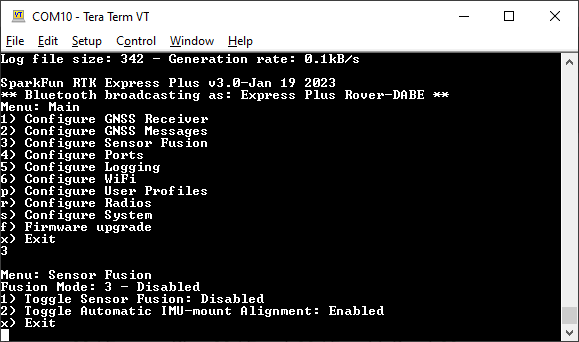 COM10 - Tera Term VT
File Edit Setup Control Window Help
Log file size: 342 - Generation rate: 0.1kB/s
SparkFun RTK Express Plus v3.0-Jan 19 2023
** Bluetooth broadcasting as: Express Plus Rover-DABE **
Menu: Main
1) Configure GNSS Receiver
2) Configure GNSS Messages
3) Configure Sensor Fusion
4) Configure Ports
5) Configure Logging
6) Configure WiFi
p) Configure User Profiles
r) Configure Radios
s) Configure System
f) Firmware upgrade
x) Exit
3
Menu: Sensor Fusion
Fusion Mode: 3 - Disabled
1) Toggle Sensor Fusion: Disabled
2) Toggle Automatic IMU-mount Alignment: Enabled
x) Exit